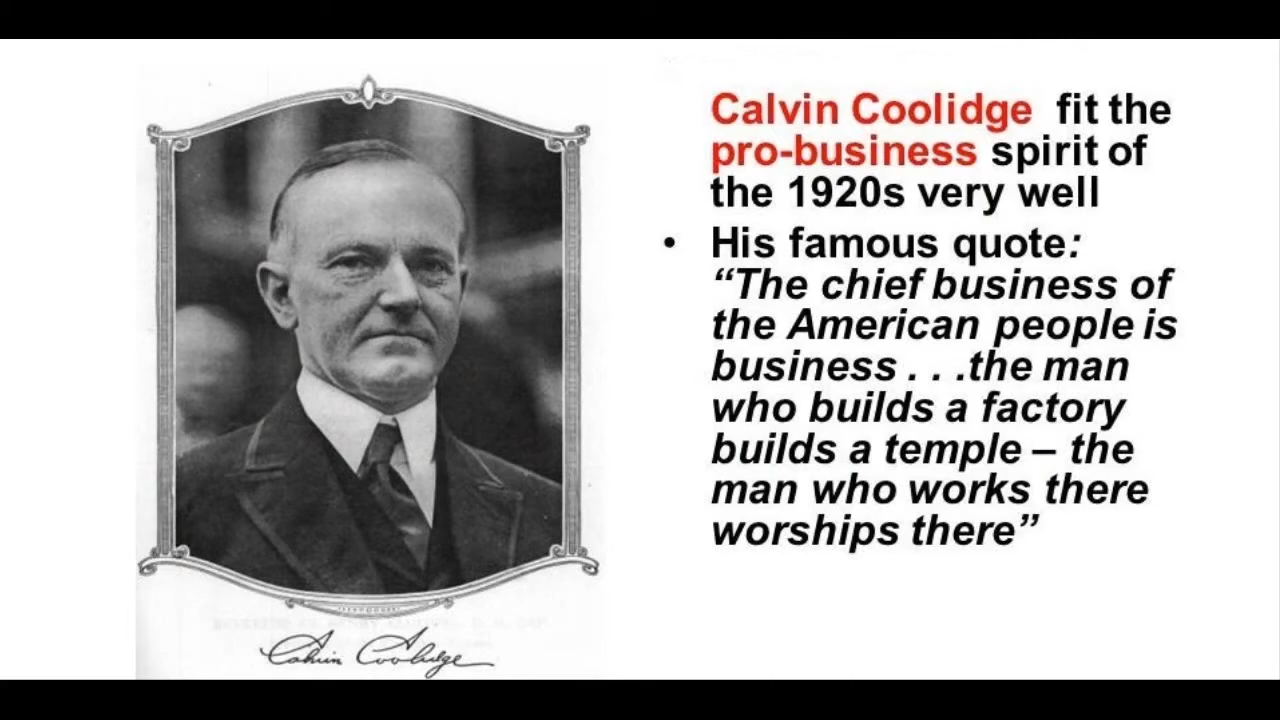 Calvin Coolidge fit the
pro-business spirit of
the 1920s very well
• His famous quote:
“The chief business of
the American people is
business . . .the man
who builds a factory
builds a temple – the
man who works there
worships there”
Calvin Coolidge